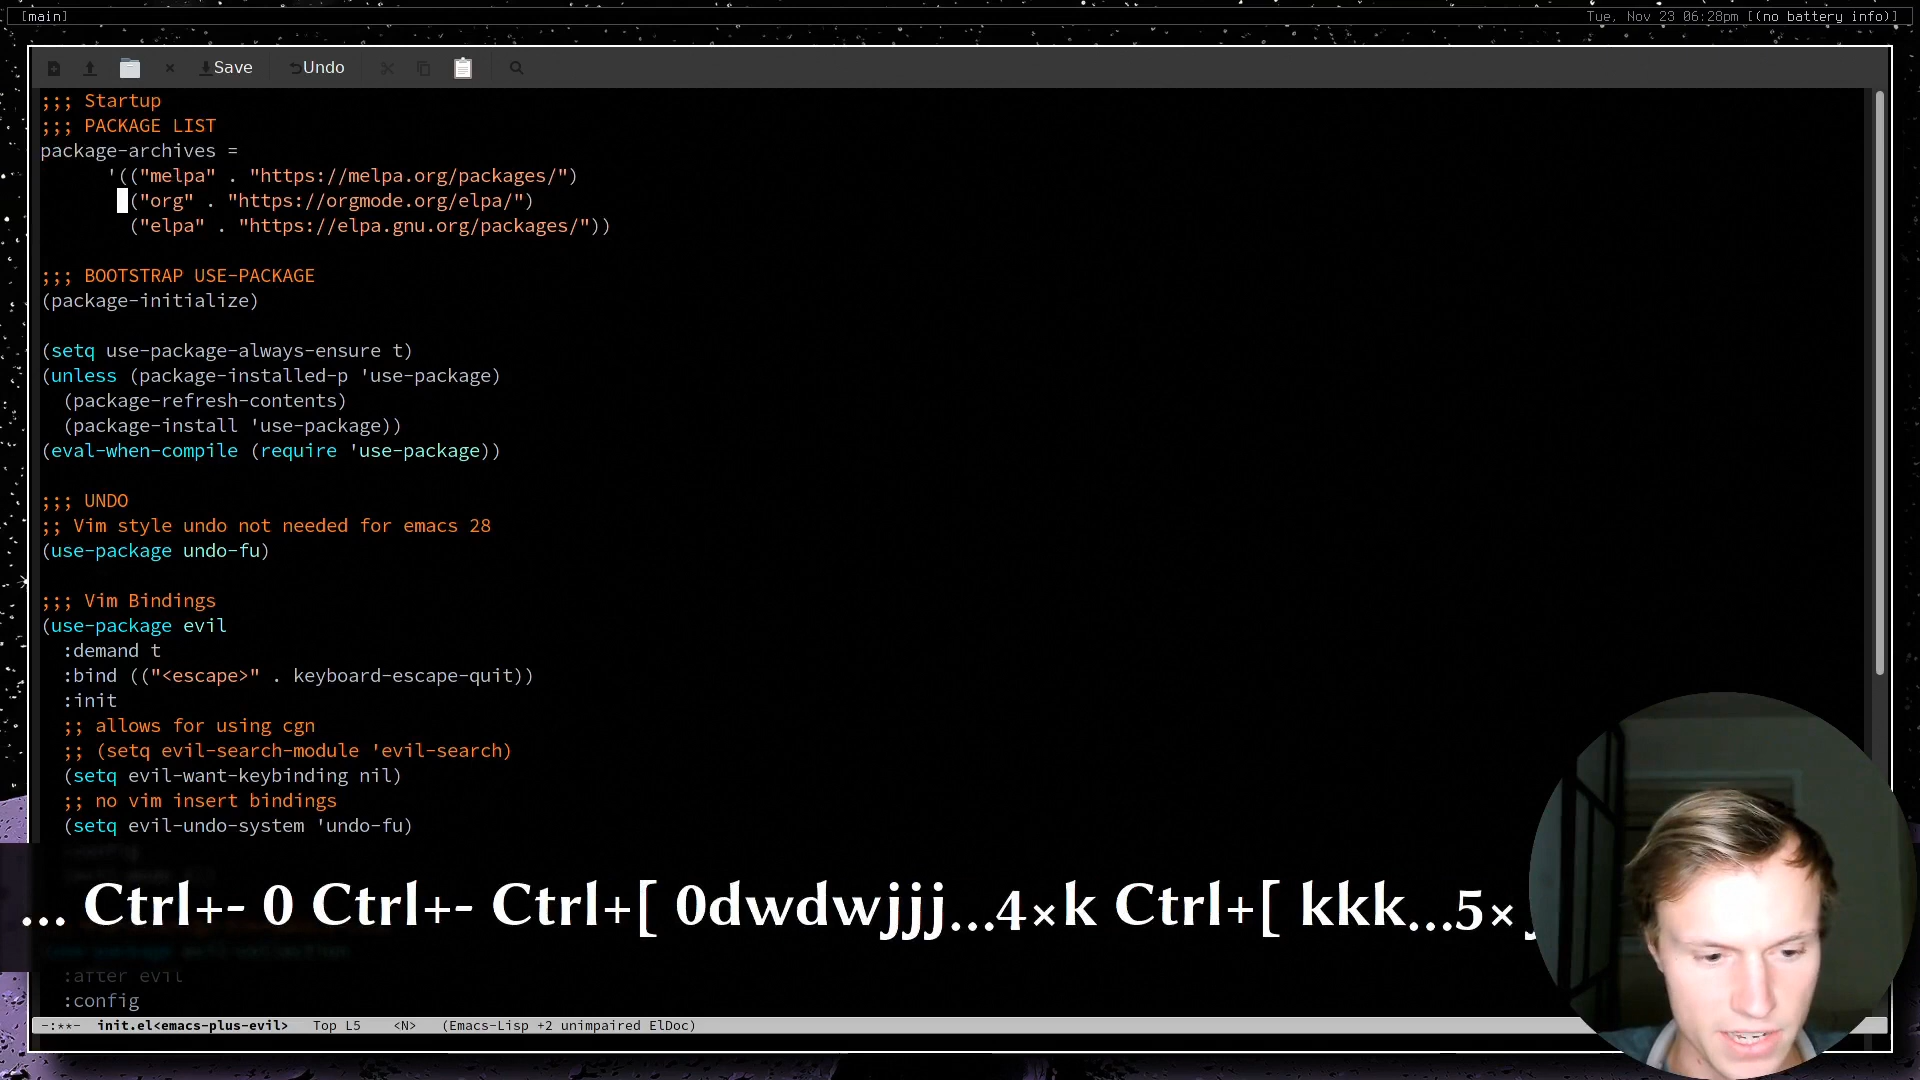 [main]
Tue, Nov 23 06:28pm [(no battery info)]
Save Undo
;;; Startup
;;; PACKAGE LIST
package-archives =
'(("melpa" . "https://melpa.org/packages/")
("org" . "https://orgmode.org/elpa/")
("elpa" . "https://elpa.gnu.org/packages/"))
;;; BOOTSTRAP USE-PACKAGE
(package-initialize)
(setq use-package-always-ensure t)
(unless (package-installed-p 'use-package)
(package-refresh-contents)
(package-install 'use-package))
(eval-when-compile (require 'use-package))
;;; UNDO
;; Vim style undo not needed for emacs 28
(use-package undo-fu)
;;; Vim Bindings
(use-package evil
:demand t
:bind (("<escape>" . keyboard-escape-quit))
:init
;; allows for using cgn
;; (setq evil-search-module 'evil-search)
(setq evil-want-keybinding nil)
;; no vim insert bindings
(setq evil-undo-system 'undo-fu)
... Ctrl+- 0 Ctrl+- Ctrl+[ 0dwdwjjj...4×k Ctrl+[ kkk...5×
:after evil
:config
-:**- init.el<emacs-plus-evil> Top L5 <N> (Emacs-Lisp +2 unimpaired ElDoc)